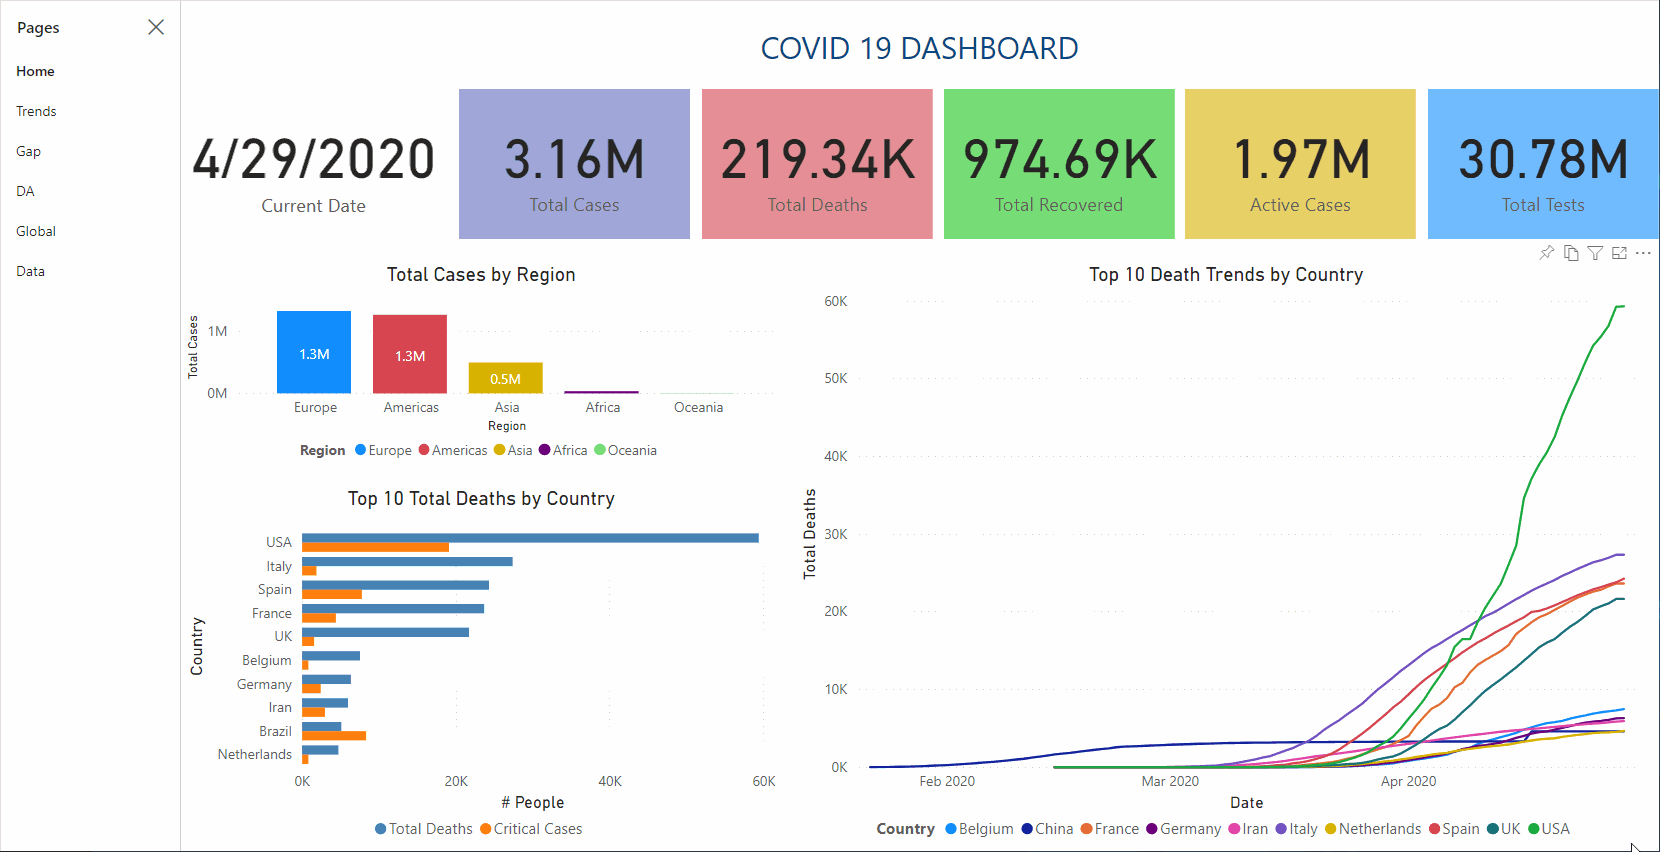 Pages
Home
Trends
Gap
DA
Global
Data
COVID 19 DASHBOARD
4/29/2020
Current Date
3.16M
Total Cases
219.34K
Total Deaths
974.69K
Total Recovered
1.97M
Active Cases
30.78M
Total Tests
Total Cases by Region
Total Cases
1M
0M
1.3M
1.3M
0.5M
Europe Americas Asia Africa Oceania
Region
Region Europe Americas Asia Africa Oceania
Top 10 Total Deaths by Country
Country
USA
Italy
Spain
France
UK
Belgium
Germany
Iran
Brazil
Netherlands
0K 20K 40K 60K
# People
Total Deaths Critical Cases
Top 10 Death Trends by Country
Total Deaths
60K
50K
40K
30K
20K
10K
0K
Feb 2020 Mar 2020 Apr 2020
Date
Country Belgium China France Germany Iran Italy Netherlands Spain UK USA